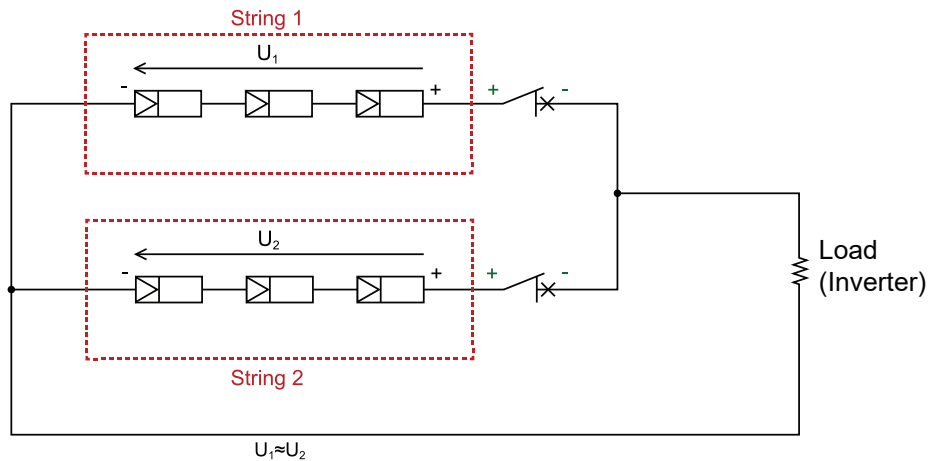 String 1
U₁
- + + -
U₂
- + + -
Load
(Inverter)
String 2
U₁≈U₂